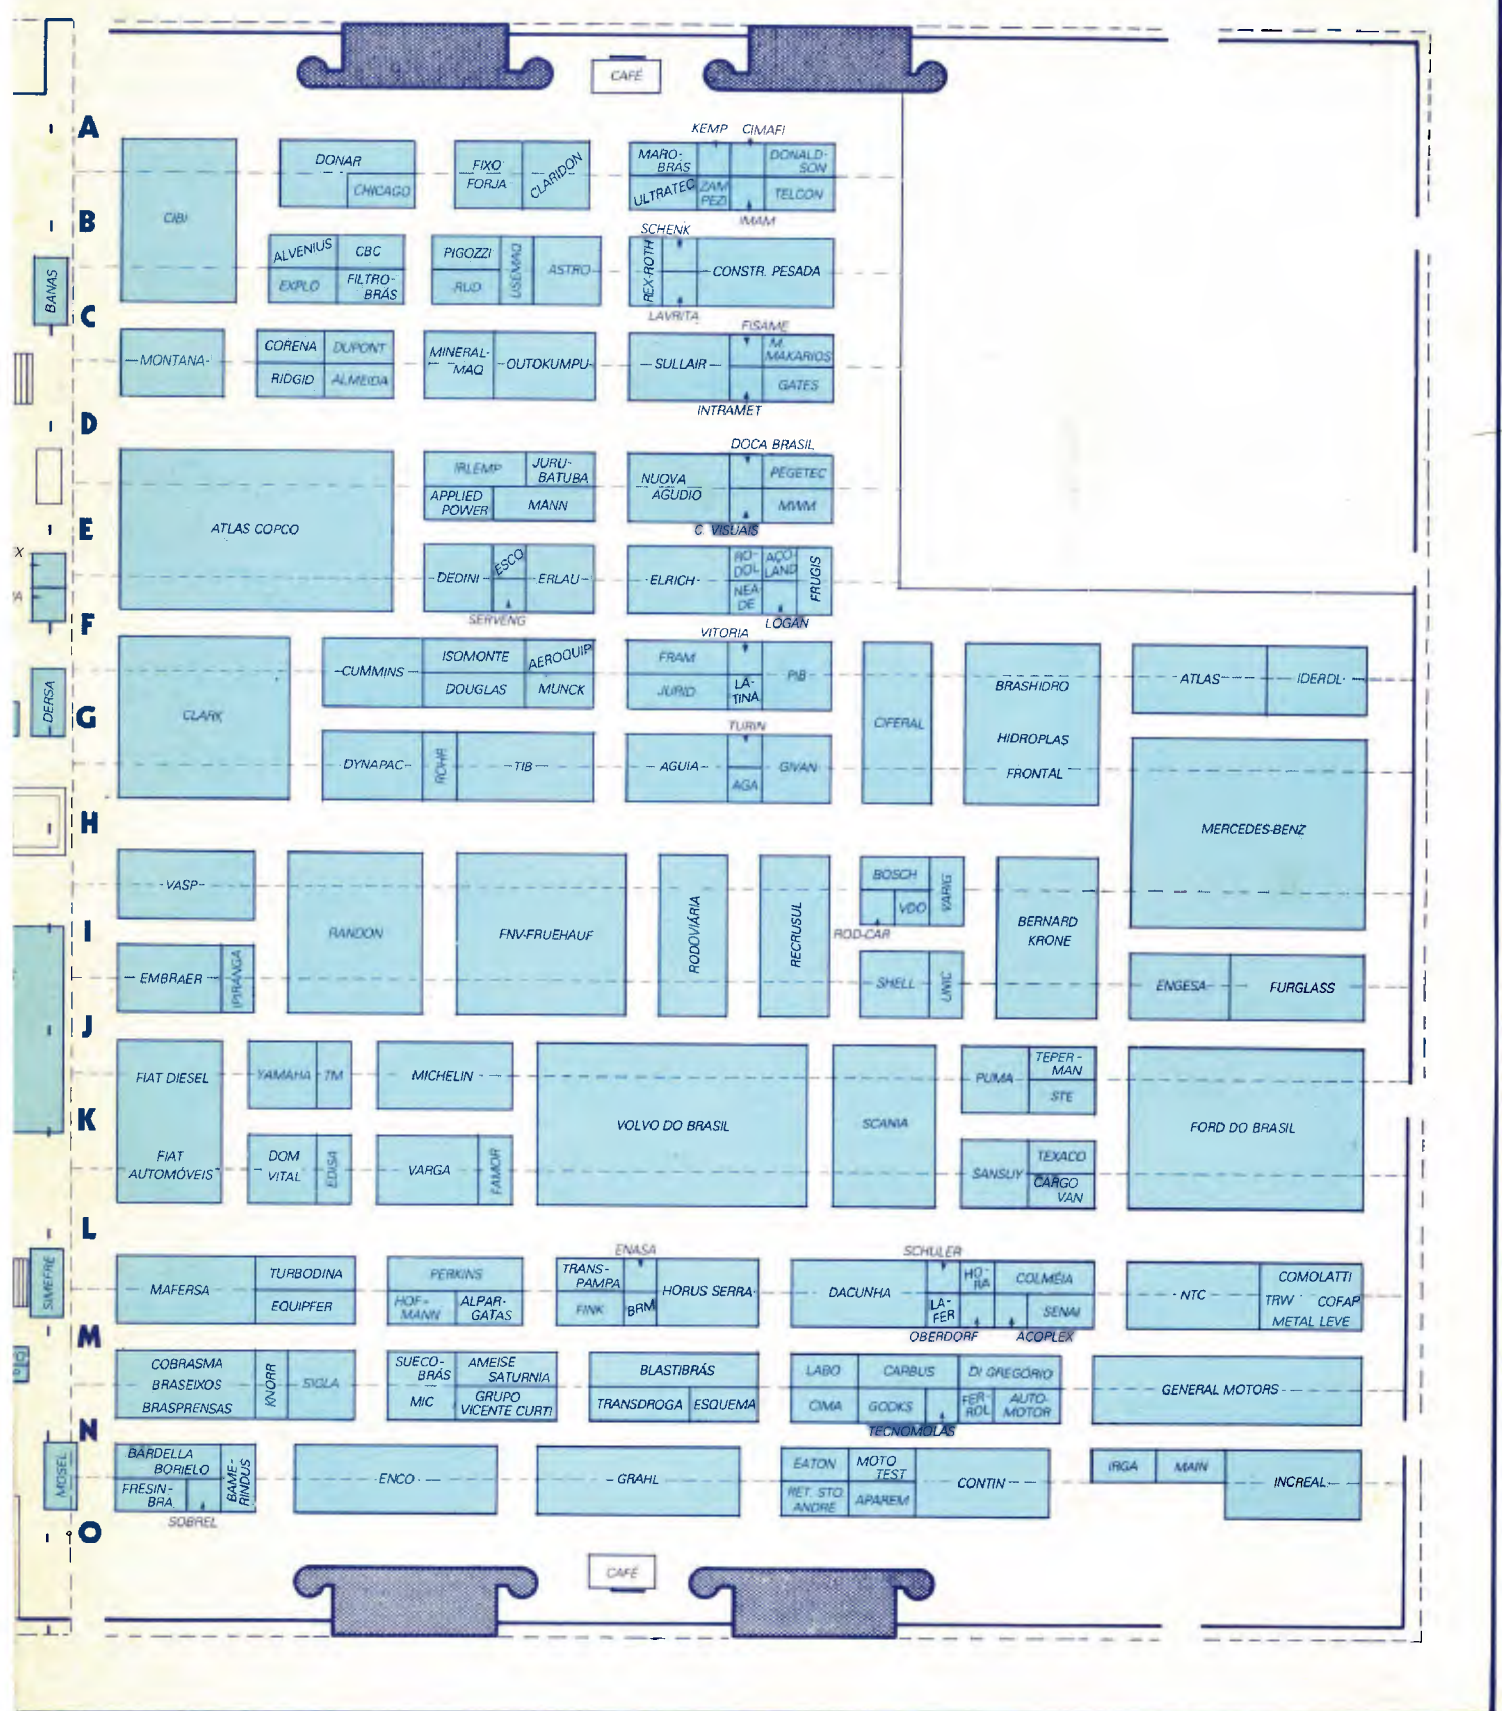 CAFÉ
A
KEMP CIMAFI
DONAR
CHICAGO
FIXO
FORJA
CLARIDON
MARO-
BRÁS
DONALD-
SON
ULTRATEC
ZAM
PEZI
TELCON
IMAM
CIBI
B
SCHENK
ALVENIUS
CBC
EXPLO
FILTRO-
BRÁS
PIGOZZI
RUD
USEMAQ
ASTRO
REX-ROTH
CONSTR. PESADA
LAVRITA
BANAS
C
FISAME
MONTANA
CORENA
DUPONT
RIDGID
ALMEIDA
MINERAL-
MAQ
OUTOKUMPU
SULLAIR
M.
MAKARIOS
GATES
INTRAMET
D
DOCA BRASIL
ATLAS COPCO
IRLEMP
JURU-
BATUBA
APPLIED
POWER
MANN
NUOVA
AGUDIO
PEGETEC
MWM
C. VISUAIS
E
X
DEDINI
ESCO
ERLAU
SERVENG
ELRICH
RO-
DOL
AÇO
LAND
NEA-
DE
FRUGIS
LOGAN
F
VITORIA
CLARK
CUMMINS
ISOMONTE
AEROQUIP
DOUGLAS
MUNCK
FRAM
JURID
LA-
TINA
PIB
CIFERAL
BRASHIDRO
HIDROPLAS
FRONTAL
ATLAS
IDEROL
DERSA
G
TURIN
DYNAPAC
ROHR
TIB
AGUIA
AGA
GIVAN
MERCEDES-BENZ
H
VASP
RANDON
FNV-FRUEHAUF
RODOVIÁRIA
RECRUSUL
BOSCH
VDO
VARIG
ROD-CAR
BERNARD
KRONE
I
EMBRAER
IPIRANGA
SHELL
UNIC
ENGESA
FURGLASS
J
FIAT DIESEL
YAMAHA
TM
MICHELIN
VOLVO DO BRASIL
SCANIA
PUMA
TEPER-
MAN
STE
FORD DO BRASIL
K
FIAT
AUTOMÓVEIS
DOM
VITAL
EDISA
VARGA
FAMOR
SANSUY
TEXACO
CARGO
VAN
L
ENASA
SCHULER
SIMEFRE
MAFERSA
TURBODINA
EQUIPFER
PERKINS
HOF-
MANN
ALPAR-
GATAS
TRANS-
PAMPA
FINK
BRM
HORUS SERRA
DACUNHA
LA-
FER
HO-
RA
COLMÉIA
SENAI
NTC
COMOLATTI
TRW COFAP
METAL LEVE
OBERDORF
ACOPLEX
M
COBRASMA
BRASEIXOS
BRASPRENSAS
KNORR
SIGLA
SUECO-
BRÁS
MIC
AMEISE
SATURNIA
GRUPO
VICENTE CURTI
BLASTIBRÁS
TRANSDROGA
ESQUEMA
LABO
CARBUS
DI GREGÓRIO
CIMA
GODKS
FER-
ROL
AUTO-
MOTOR
GENERAL MOTORS
TECNOMOLAS
N
MOSEL
BARDELLA
BORIELO
FRESIN-
BRA
BAME-
RINDUS
SOBREL
ENCO
GRAHL
EATON
MOTO
TEST
RET. STO
ANDRÉ
APAREM
CONTIN
IRGA
MAIN
INCREAL
O
CAFÉ